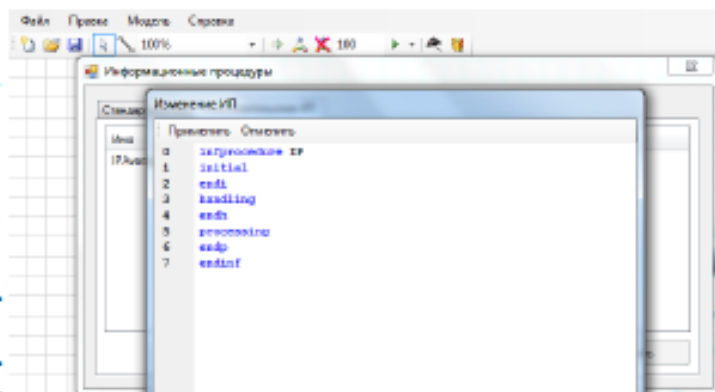 Файл Правка Модель Справка
100% 100
Информационные процедуры
Изменение ИП
Применить Отменить
Имя
0 infprocedure IP
1 initial
2 endi
3 handling
4 endh
5 processing
6 endp
7 endinf